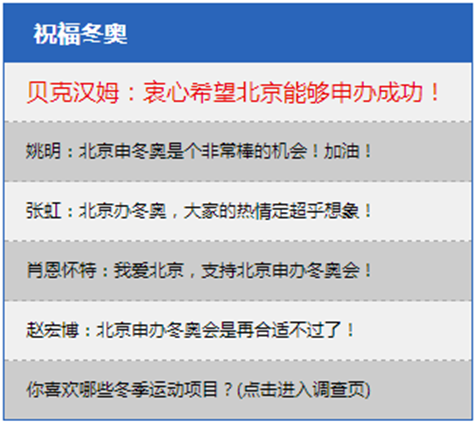 祝福冬奥
贝克汉姆：衷心希望北京能够申办成功！
姚明：北京申冬奥是个非常棒的机会！加油！
张虹：北京办冬奥，大家的热情定超乎想象！
肖恩怀特：我爱北京，支持北京申办冬奥会！
赵宏博：北京申办冬奥会是再合适不过了！
你喜欢哪些冬季运动项目？(点击进入调查页)